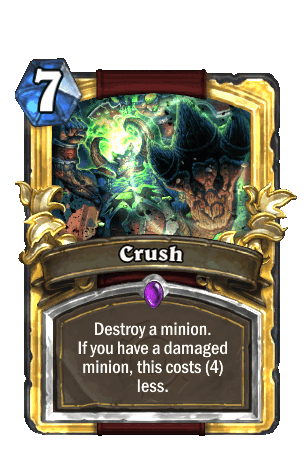 7
Crush
Destroy a minion.
If you have a damaged
minion, this costs (4)
less.